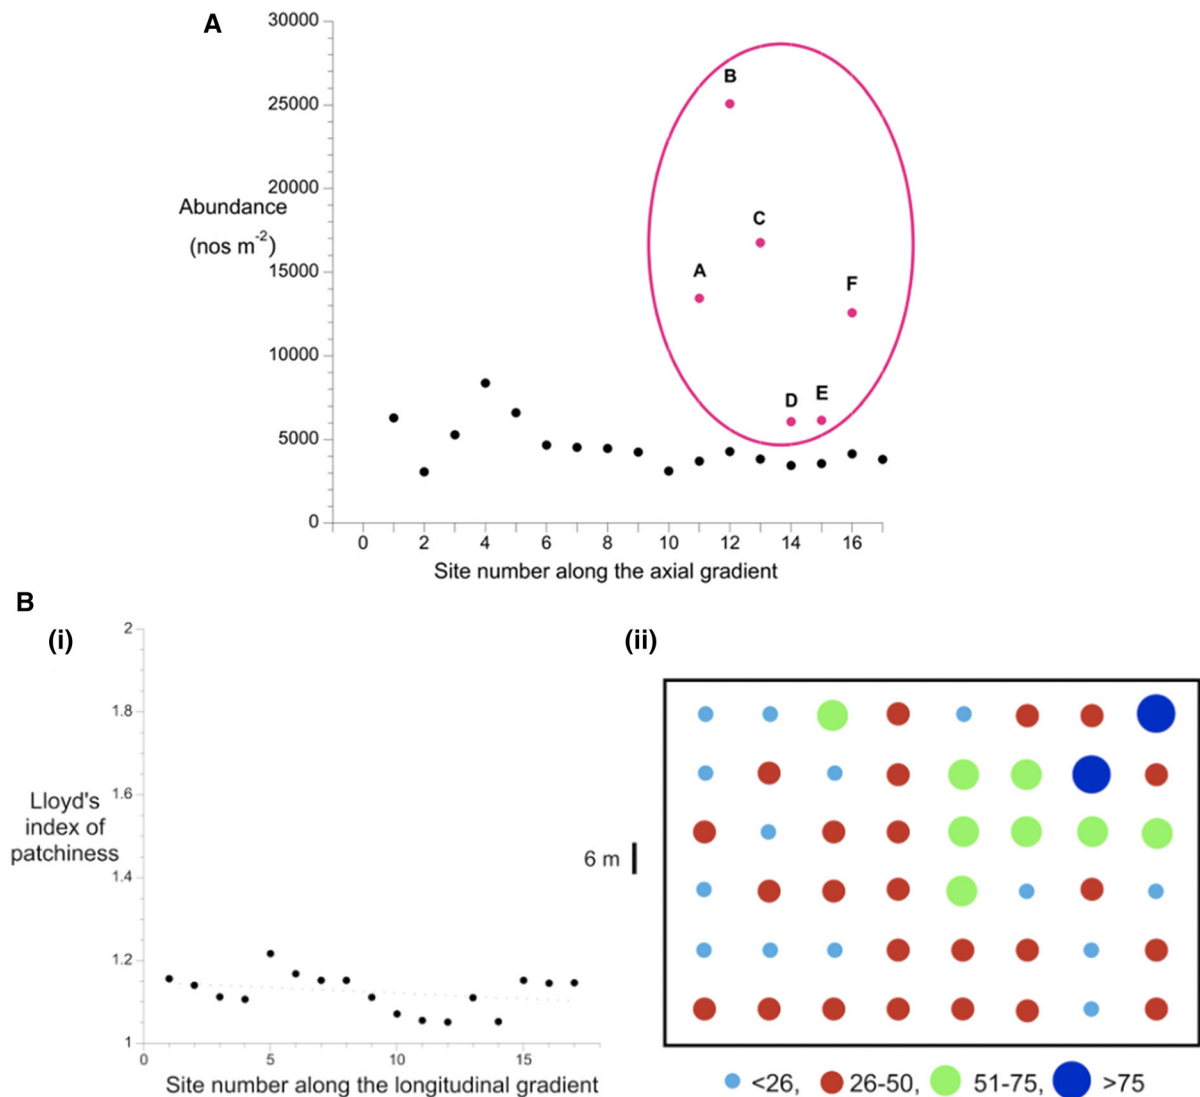 A
30000
25000
20000
15000
10000
5000
0
Abundance
(nos m⁻²)
B
C
A
F
D
E
0 2 4 6 8 10 12 14 16
Site number along the axial gradient
B
(i)
2
1.8
1.6
1.4
1.2
1
Lloyd's
index of
patchiness
0 5 10 15
Site number along the longitudinal gradient
(ii)
6 m
<26, 26-50, 51-75, >75